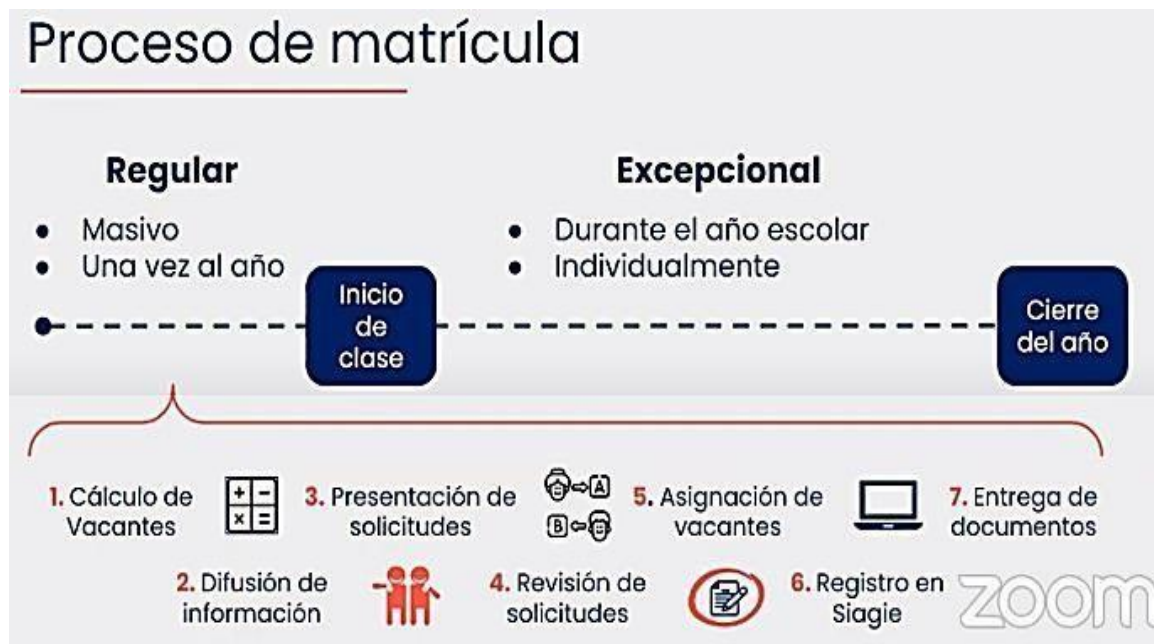 Proceso de matrícula
Regular
• Masivo
• Una vez al año
Excepcional
• Durante el año escolar
• Individualmente
Inicio
de
clase
Cierre
del año
1. Cálculo de
Vacantes
2. Difusión de
información
3. Presentación de
solicitudes
A
B
4. Revisión de
solicitudes
5. Asignación de
vacantes
6. Registro en
Siagie
7. Entrega de
documentos
zoom